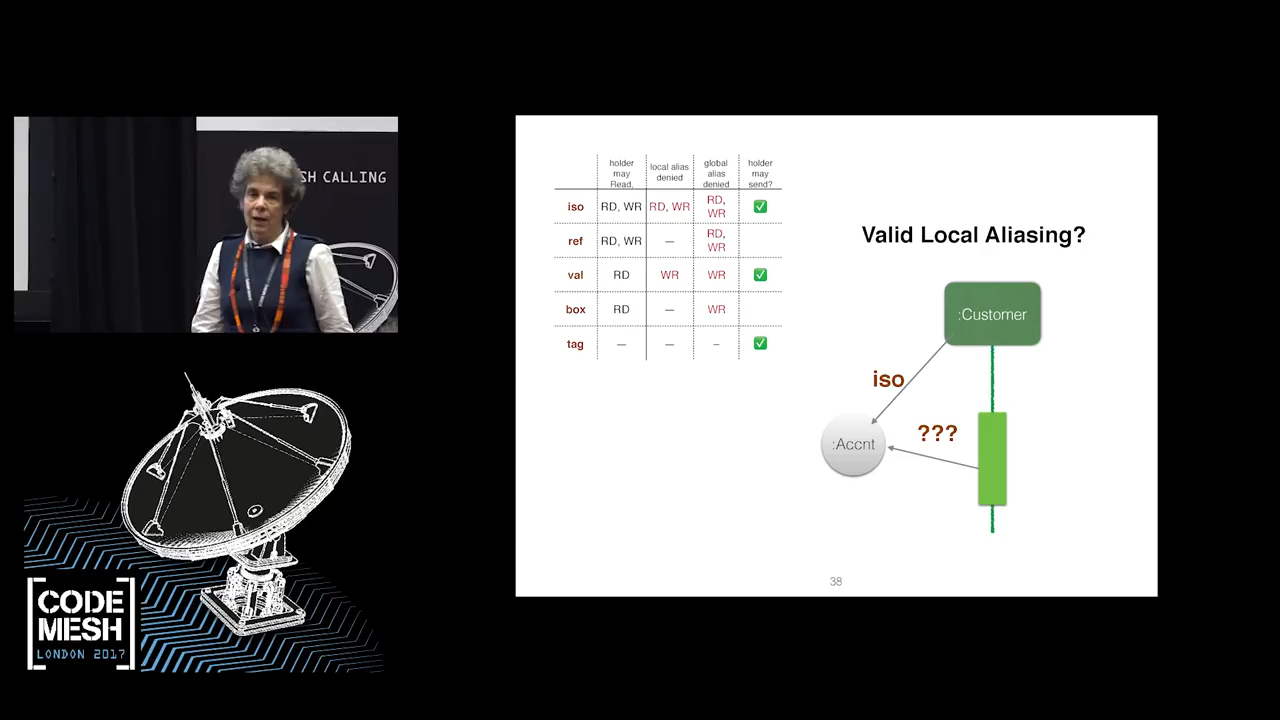 SH CALLING
CODE
MESH
LONDON 2017
holder may Read, local alias denied global alias denied holder may send?
iso RD, WR RD, WR RD, WR ✅
ref RD, WR — RD, WR
val RD WR WR ✅
box RD — WR
tag — — – ✅
Valid Local Aliasing?
:Customer
iso
???
:Accnt
38